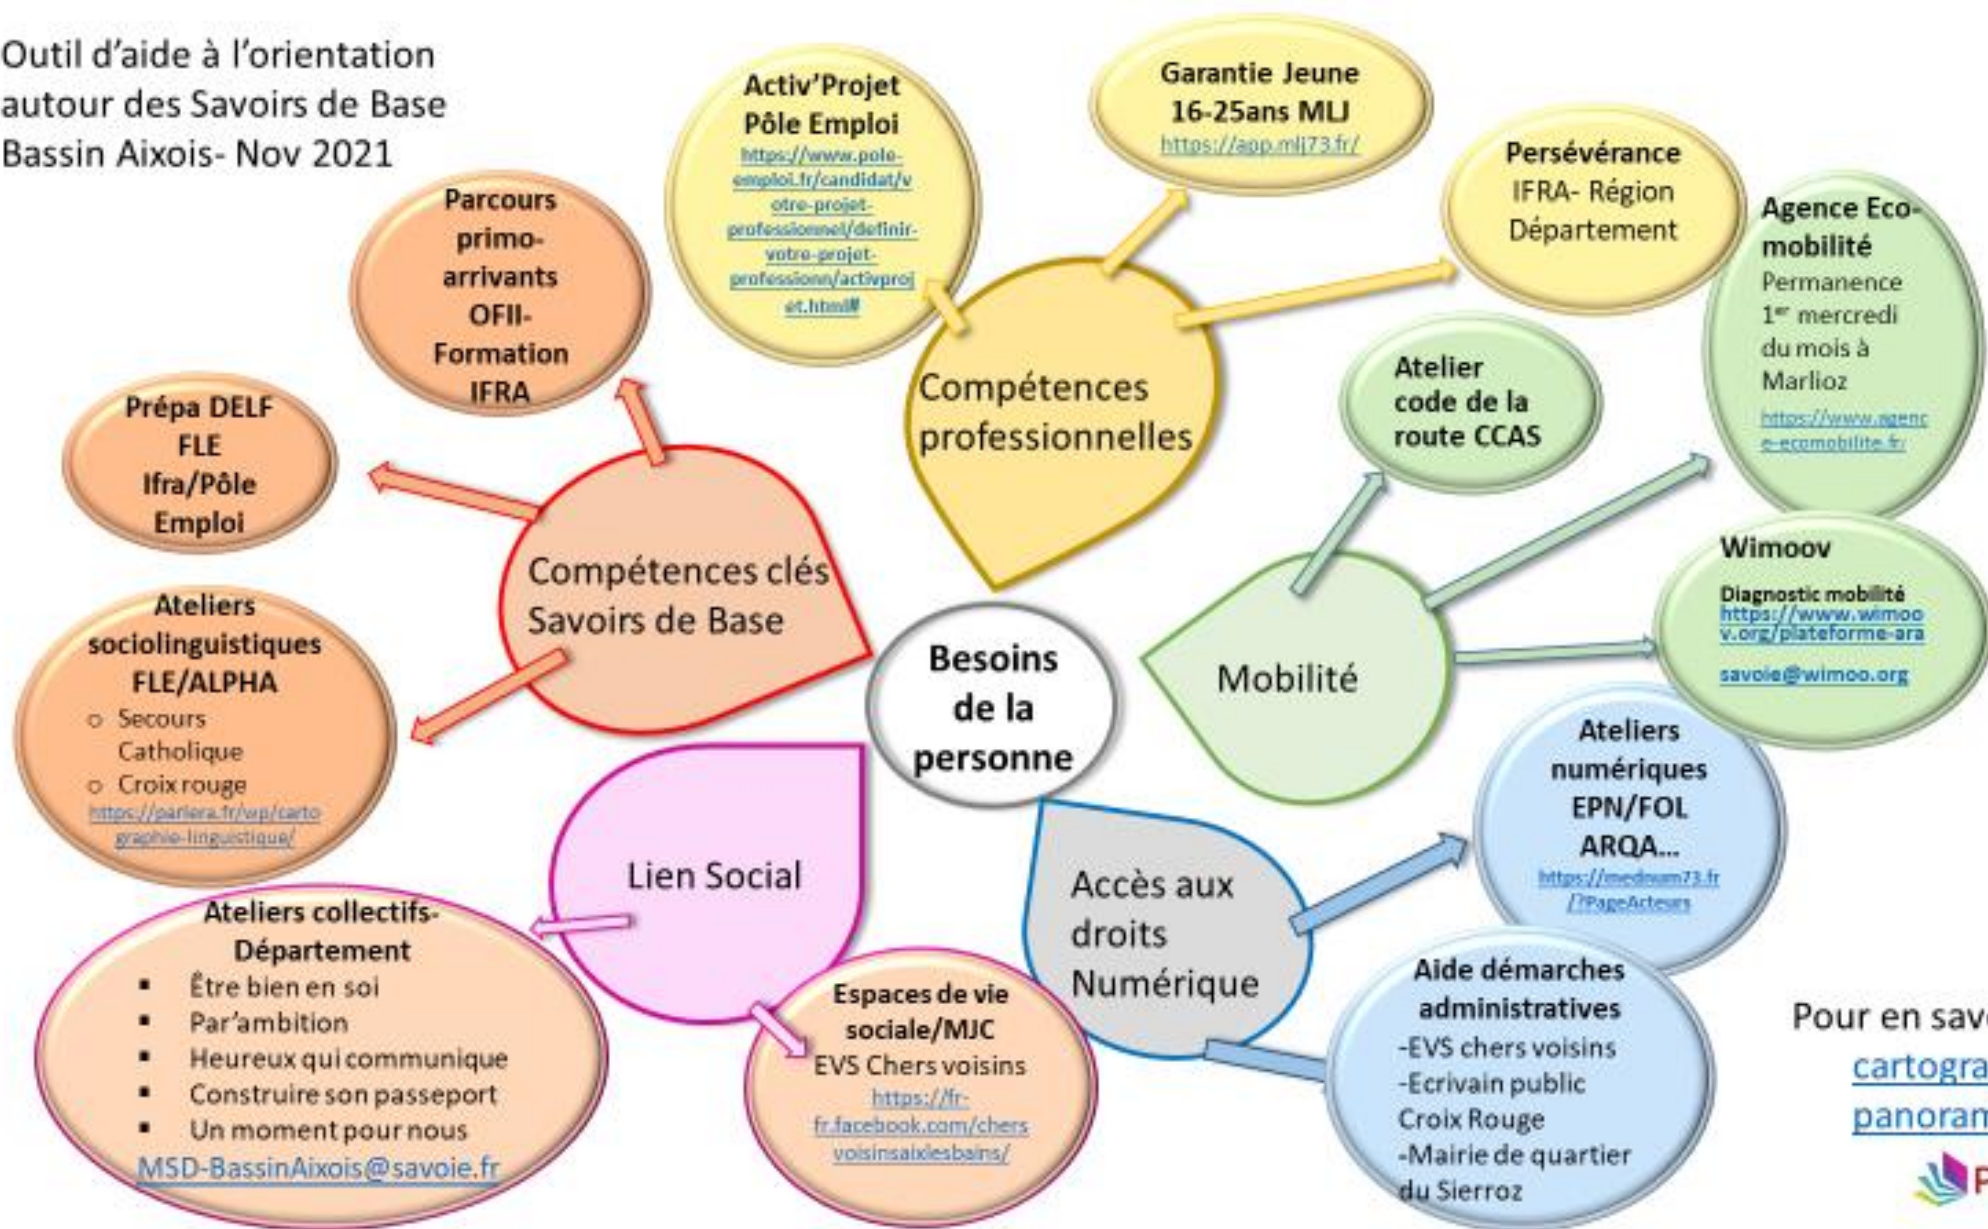 Outil d'aide à l'orientation
autour des Savoirs de Base
Bassin Aixois- Nov 2021
Activ'Projet
Pôle Emploi
https://www.pole-
emploi.fr/candidat/v
otre-projet-
professionnel/definir-
votre-projet-
professionn/activproj
et.html#
Garantie Jeune
16-25ans MLJ
https://app.mlj73.fr/
Persévérance
IFRA- Région
Département
Agence Eco-
mobilité
Permanence
1er mercredi
du mois à
Marlioz
https://www.agenc
e-ecomobilite.fr/
Parcours
primo-
arrivants
OFII-
Formation
IFRA
Prépa DELF
FLE
Ifra/Pôle
Emploi
Compétences
professionnelles
Atelier
code de la
route CCAS
Compétences clés
Savoirs de Base
Wimoov
Diagnostic mobilité
https://www.wimoo
v.org/plateforme-ara
savoie@wimoo.org
Ateliers
sociolinguistiques
FLE/ALPHA
o Secours
Catholique
o Croix rouge
https://parlera.fr/wp/carto
graphie-linguistique/
Besoins
de la
personne
Mobilité
Ateliers
numériques
EPN/FOL
ARQA...
https://mednum73.fr
/?PageActeurs
Lien Social
Accès aux
droits
Numérique
Ateliers collectifs-
Département
▪ Être bien en soi
▪ Par'ambition
▪ Heureux qui communique
▪ Construire son passeport
▪ Un moment pour nous
MSD-BassinAixois@savoie.fr
Espaces de vie
sociale/MJC
EVS Chers voisins
https://fr-
fr.facebook.com/chers
voisinsaixlesbains/
Aide démarches
administratives
-EVS chers voisins
-Ecrivain public
Croix Rouge
-Mairie de quartier
du Sierroz
Pour en sav
cartogra
panoram
P